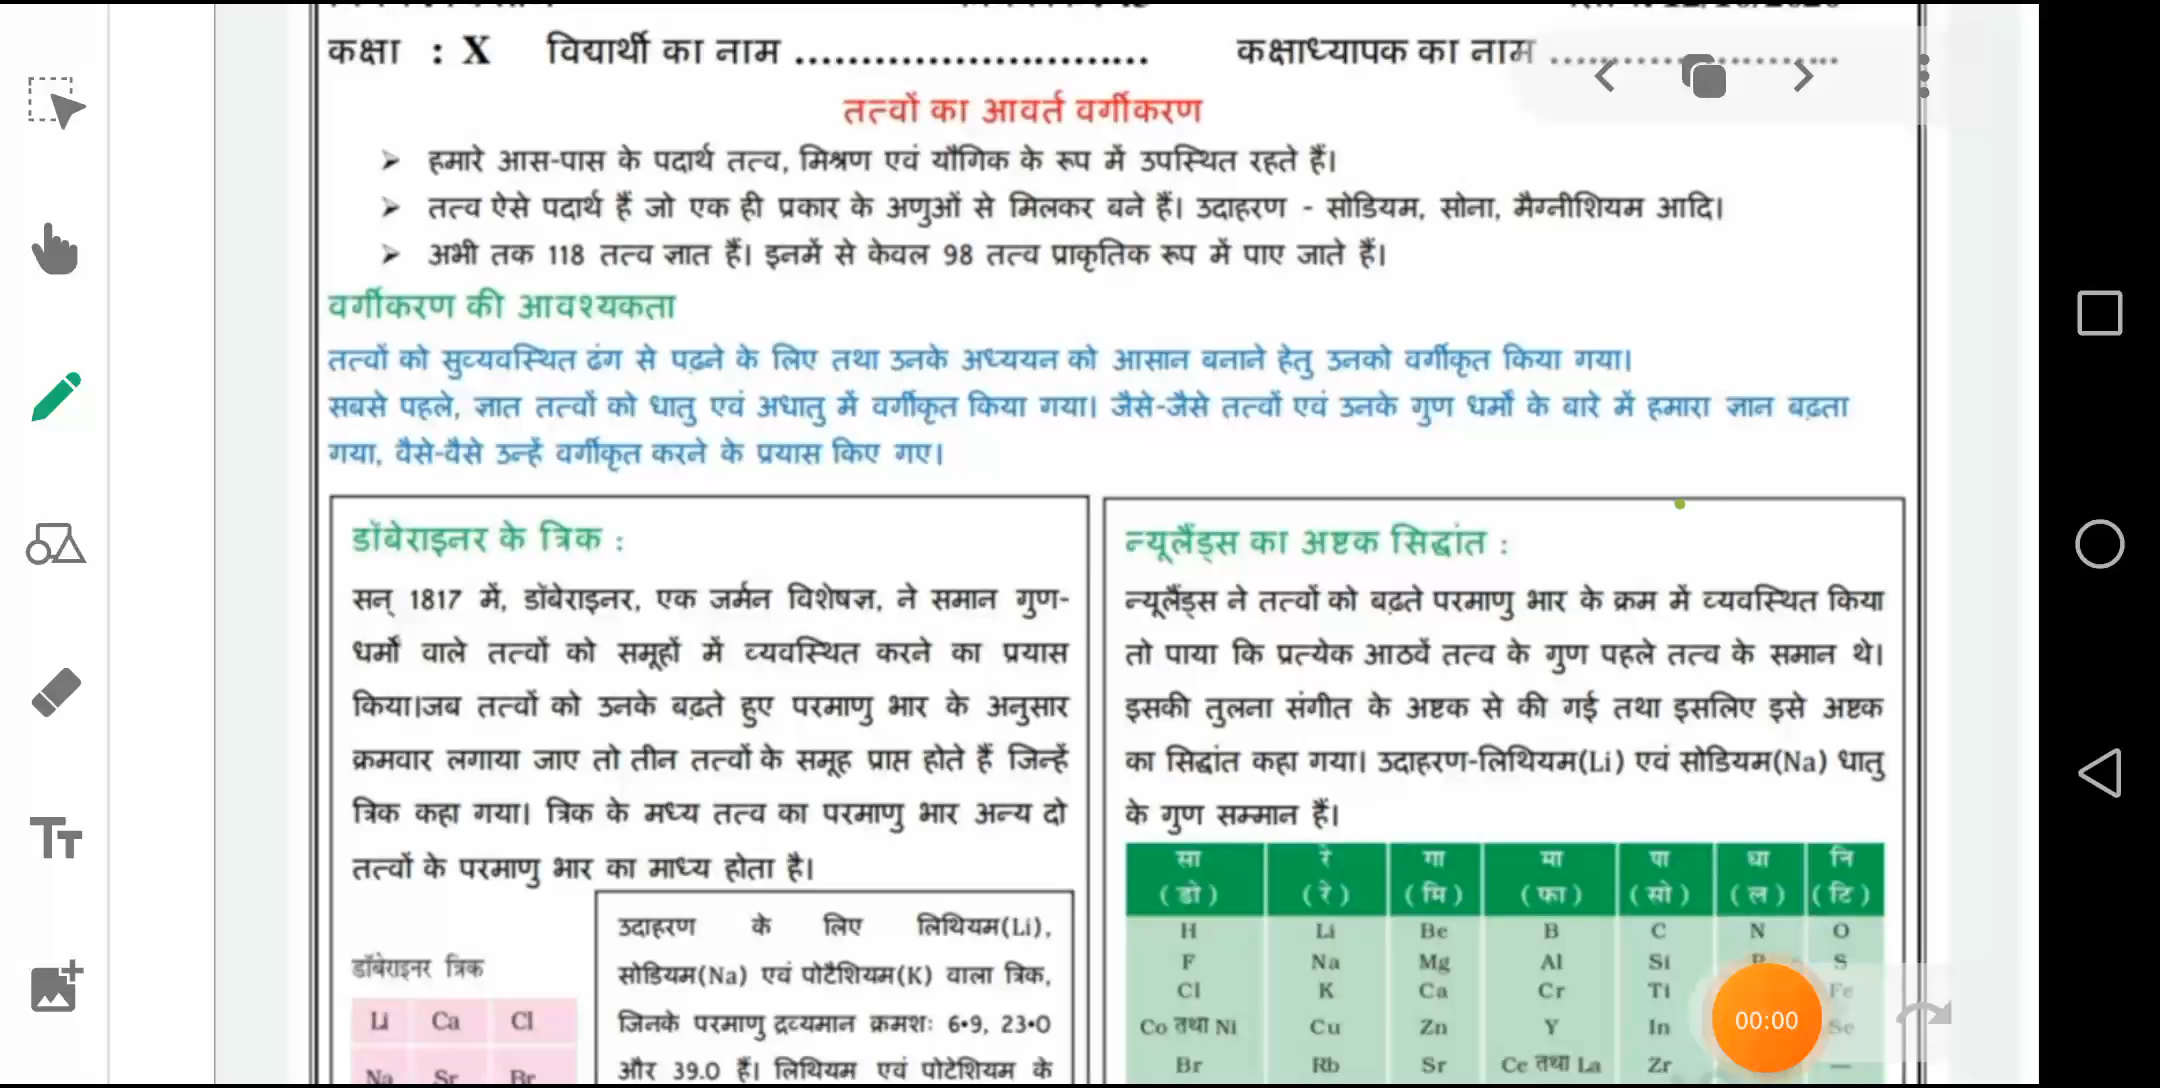 कक्षा : X विद्यार्थी का नाम ........................... कक्षाध्यापक का नाम ......................
तत्वों का आवर्त वर्गीकरण
➢ हमारे आस-पास के पदार्थ तत्व, मिश्रण एवं यौगिक के रूप में उपस्थित रहते हैं।
➢ तत्व ऐसे पदार्थ हैं जो एक ही प्रकार के अणुओं से मिलकर बने हैं। उदाहरण - सोडियम, सोना, मैग्नीशियम आदि।
➢ अभी तक 118 तत्व ज्ञात हैं। इनमें से केवल 98 तत्व प्राकृतिक रूप में पाए जाते हैं।
वर्गीकरण की आवश्यकता
तत्वों को सुव्यवस्थित ढंग से पढ़ने के लिए तथा उनके अध्ययन को आसान बनाने हेतु उनको वर्गीकृत किया गया।
सबसे पहले, ज्ञात तत्वों को धातु एवं अधातु में वर्गीकृत किया गया। जैसे-जैसे तत्वों एवं उनके गुण धर्मों के बारे में हमारा ज्ञान बढ़ता
गया, वैसे-वैसे उन्हें वर्गीकृत करने के प्रयास किए गए।
डॉबेराइनर के त्रिक :
सन् 1817 में, डॉबेराइनर, एक जर्मन विशेषज्ञ, ने समान गुण-
धर्मों वाले तत्वों को समूहों में व्यवस्थित करने का प्रयास
किया।जब तत्वों को उनके बढ़ते हुए परमाणु भार के अनुसार
क्रमवार लगाया जाए तो तीन तत्वों के समूह प्राप्त होते हैं जिन्हें
त्रिक कहा गया। त्रिक के मध्य तत्व का परमाणु भार अन्य दो
तत्वों के परमाणु भार का माध्य होता है।
डॉबेराइनर त्रिक
Li Ca Cl
Na Sr Br
उदाहरण के लिए लिथियम(Li),
सोडियम(Na) एवं पोटैशियम(K) वाला त्रिक,
जिनके परमाणु द्रव्यमान क्रमशः 6•9, 23•0
और 39.0 हैं। लिथियम एवं पोटेशियम के
न्यूलैंड्स का अष्टक सिद्धांत :
न्यूलैंड्स ने तत्वों को बढ़ते परमाणु भार के क्रम में व्यवस्थित किया
तो पाया कि प्रत्येक आठवें तत्व के गुण पहले तत्व के समान थे।
इसकी तुलना संगीत के अष्टक से की गई तथा इसलिए इसे अष्टक
का सिद्धांत कहा गया। उदाहरण-लिथियम(Li) एवं सोडियम(Na) धातु
के गुण सम्मान हैं।
सा रे गा मा पा धा नि
(डो) (रे) (मि) (फा) (सो) (ल) (टि)
H Li Be B C N O
F Na Mg Al Si P S
Cl K Ca Cr Ti Fe
Co तथा Ni Cu Zn Y In Se
Br Rb Sr Ce तथा La Zr —
00:00
TT